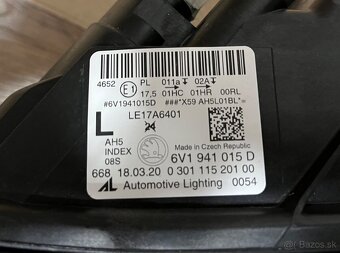 4652 E1 PL 011a 02A
17,5 01HC 01HR 00RL
#6V1941015D ###*X59 AH5L01BL*=
LE17A6401
L 24
AH5
INDEX
08S
Made in Czech Republic
6V1 941 015 D
668 18.03.20 0 301 115 201 00
AL Automotive Lighting 0054
Bazos.sk